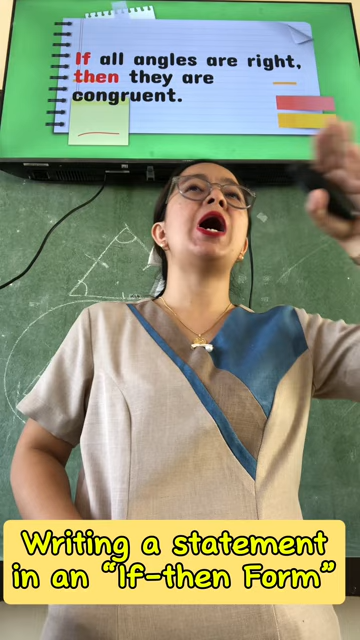 If all angles are right,
then they are
congruent.
Writing a statement
in an “If-then Form”